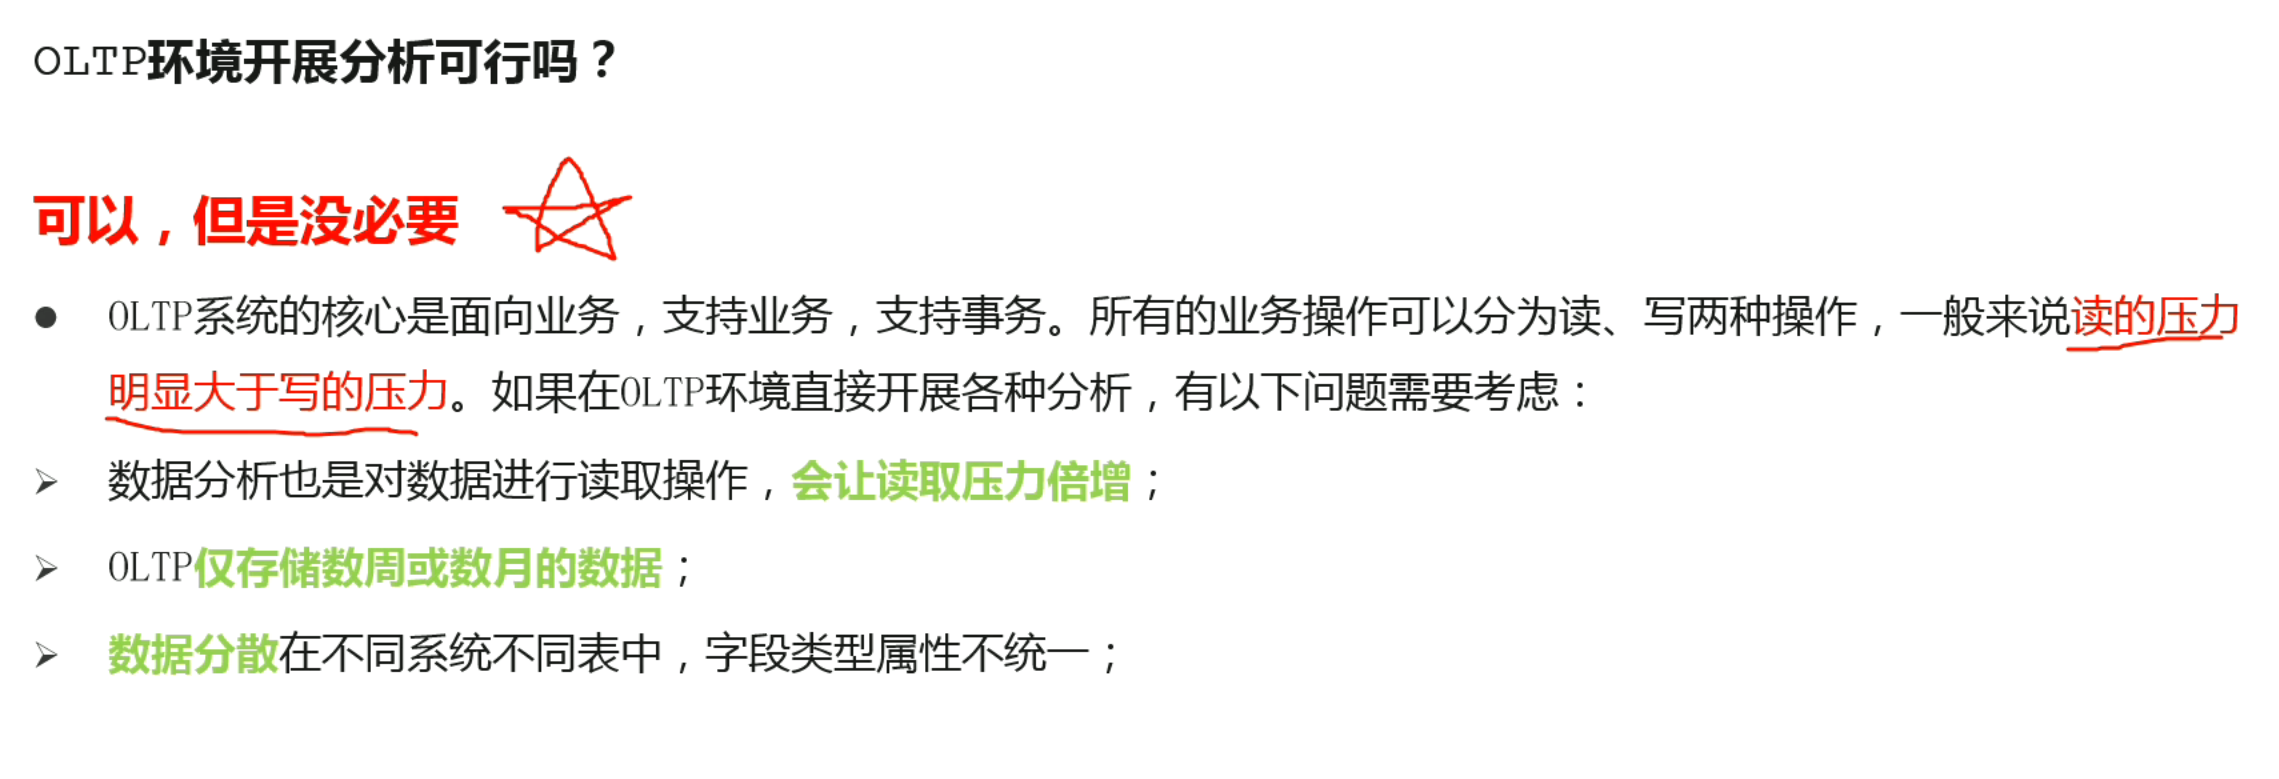 OLTP环境开展分析可行吗？
可以，但是没必要
● OLTP系统的核心是面向业务，支持业务，支持事务。所有的业务操作可以分为读、写两种操作，一般来说读的压力
明显大于写的压力。如果在OLTP环境直接开展各种分析，有以下问题需要考虑：
➢ 数据分析也是对数据进行读取操作，会让读取压力倍增；
➢ OLTP仅存储数周或数月的数据；
➢ 数据分散在不同系统不同表中，字段类型属性不统一；